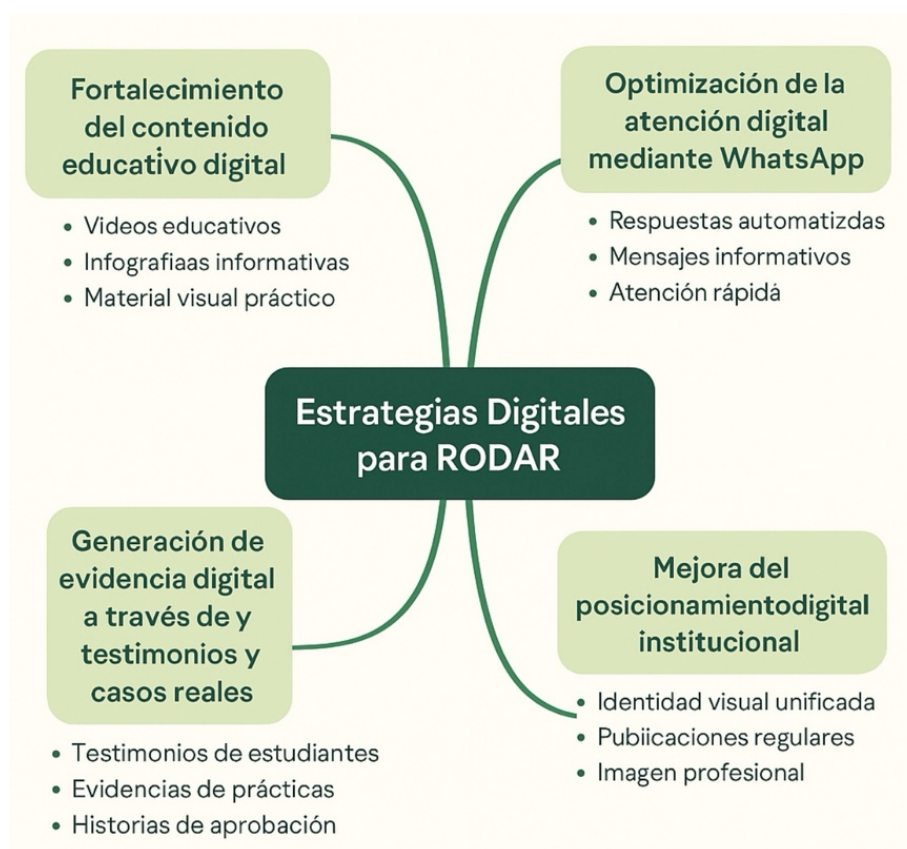 Fortalecimiento
del contenido
educativo digital
• Videos educativos
• Infografiaas informativas
• Material visual práctico
Optimización de la
atención dígital
mediante WhatsApp
• Respuestas automatizdas
• Mensajes informativos
• Atención rápidá
Estrategias Digitales
para RODAR
Generación de
evidencia digital
a través de y
testimonios y
casos reales
• Testimonios de estudiantes
• Evidencias de prácticas
• Historias de aprobación
Mejora del
posicionamientodigital
institucional
• Identidad visual unificada
• Pubiicaciones regulares
• Imagen profesional